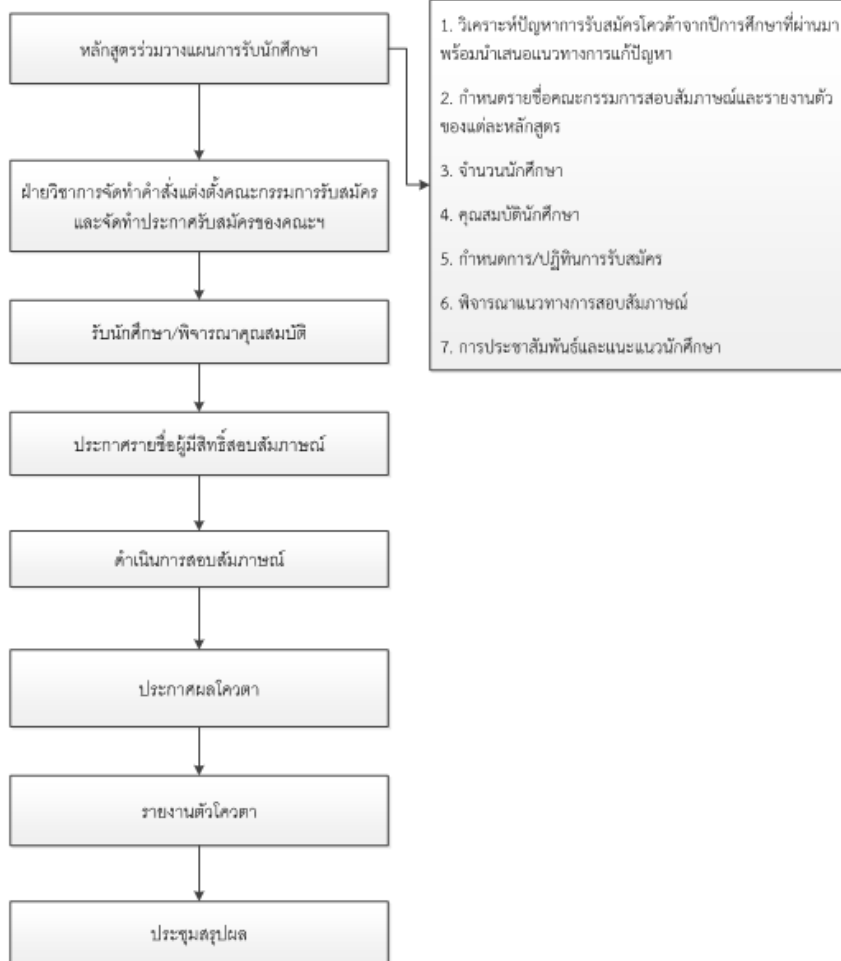 หลักสูตรร่วมวางแผนการรับนักศึกษา
1. วิเคราะห์ปัญหาการรับสมัครโควต้าจากปีการศึกษาที่ผ่านมา
พร้อมนำเสนอแนวทางการแก้ปัญหา
2. กำหนดรายชื่อคณะกรรมการสอบสัมภาษณ์และรายงานตัว
ของแต่ละหลักสูตร
3. จำนวนนักศึกษา
4. คุณสมบัตินักศึกษา
5. กำหนดการ/ปฏิทินการรับสมัคร
6. พิจารณาแนวทางการสอบสัมภาษณ์
7. การประชาสัมพันธ์และแนะแนวนักศึกษา
ฝ่ายวิชาการจัดทำคำสั่งแต่งตั้งคณะกรรมการรับสมัคร
และจัดทำประกาศรับสมัครของคณะฯ
รับนักศึกษา/พิจารณาคุณสมบัติ
ประกาศรายชื่อผู้มีสิทธิ์สอบสัมภาษณ์
ดำเนินการสอบสัมภาษณ์
ประกาศผลโควตา
รายงานตัวโควตา
ประชุมสรุปผล